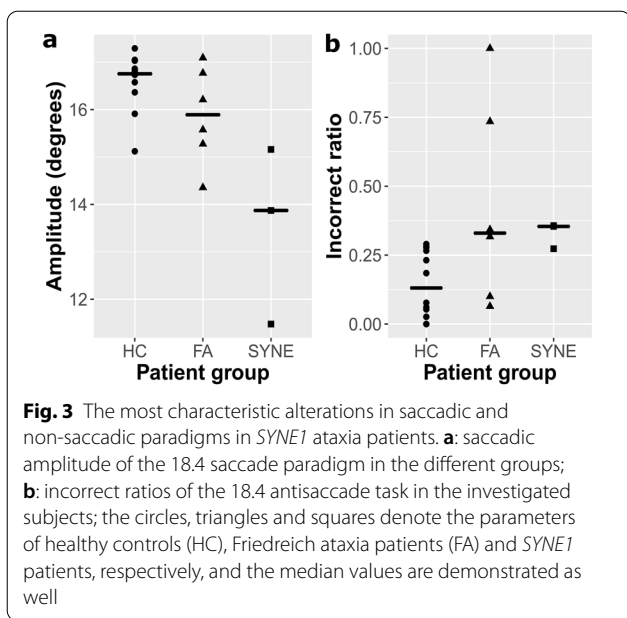 a
Amplitude (degrees)
16
14
12
HC FA SYNE
Patient group
b
Incorrect ratio
1.00
0.75
0.50
0.25
0.00
HC FA SYNE
Patient group
Fig. 3 The most characteristic alterations in saccadic and
non-saccadic paradigms in SYNE1 ataxia patients. a: saccadic
amplitude of the 18.4 saccade paradigm in the different groups;
b: incorrect ratios of the 18.4 antisaccade task in the investigated
subjects; the circles, triangles and squares denote the parameters
of healthy controls (HC), Friedreich ataxia patients (FA) and SYNE1
patients, respectively, and the median values are demonstrated as
well